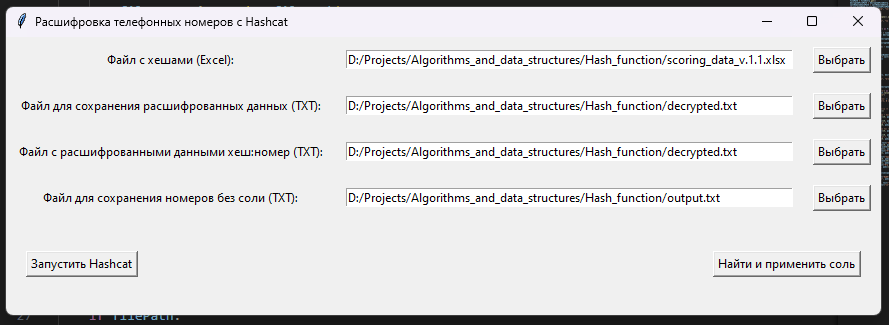 Расшифровка телефонных номеров с Hashcat
Файл с хешами (Excel): D:/Projects/Algorithms_and_data_structures/Hash_function/scoring_data_v.1.1.xlsx Выбрать
Файл для сохранения расшифрованных данных (TXT): D:/Projects/Algorithms_and_data_structures/Hash_function/decrypted.txt Выбрать
Файл с расшифрованными данными хеш:номер (TXT): D:/Projects/Algorithms_and_data_structures/Hash_function/decrypted.txt Выбрать
Файл для сохранения номеров без соли (TXT): D:/Projects/Algorithms_and_data_structures/Hash_function/output.txt Выбрать
Запустить Hashcat Найти и применить соль
27 if filePath: